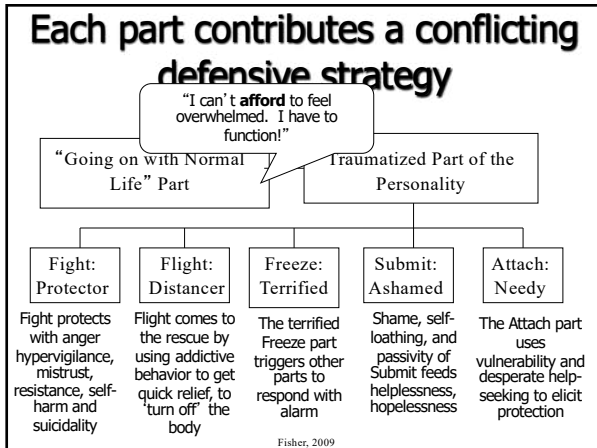 Each part contributes a conflicting
defensive strategy
“I can’t afford to feel
overwhelmed. I have to
function!”
“Going on with Normal
Life” Part
Traumatized Part of the
Personality
Fight:
Protector
Flight:
Distancer
Freeze:
Terrified
Submit:
Ashamed
Attach:
Needy
Fight protects
with anger
hypervigilance,
mistrust,
resistance, self-
harm and
suicidality
Flight comes to
the rescue by
using addictive
behavior to get
quick relief, to
‘turn off’ the
body
The terrified
Freeze part
triggers other
parts to
respond with
alarm
Shame, self-
loathing, and
passivity of
Submit feeds
helplessness,
hopelessness
The Attach part
uses
vulnerability and
desperate help-
seeking to elicit
protection
Fisher, 2009